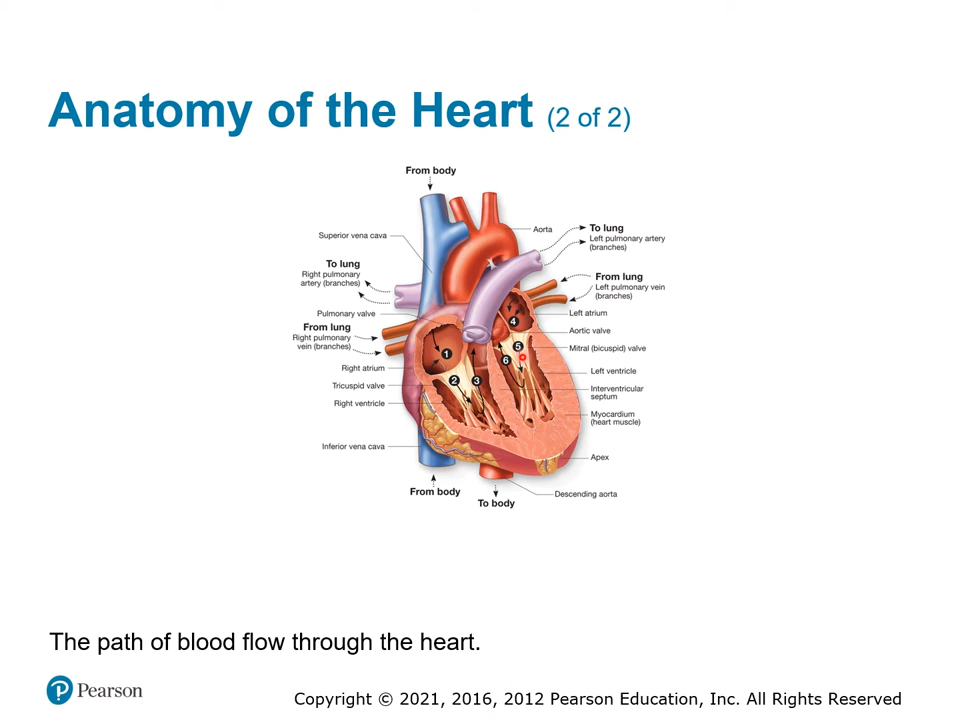 Anatomy of the Heart (2 of 2)
From body
Superior vena cava
To lung
Right pulmonary
artery (branches)
Pulmonary valve
From lung
Right pulmonary
vein (branches)
Right atrium
Tricuspid valve
Right ventricle
Inferior vena cava
From body
Aorta
To lung
Left pulmonary artery
(branches)
From lung
Left pulmonary vein
(branches)
Left atrium
Aortic valve
Mitral (bicuspid) valve
Left ventricle
Interventricular
septum
Myocardium
(heart muscle)
Apex
Descending aorta
To body
1
2
3
4
5
6
The path of blood flow through the heart.
P Pearson
Copyright © 2021, 2016, 2012 Pearson Education, Inc. All Rights Reserved